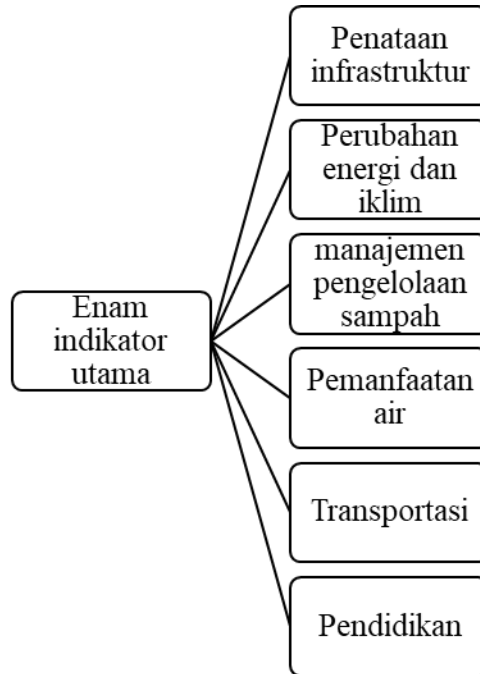 Enam
indikator
utama
Penataan
infrastruktur
Perubahan
energi dan
iklim
manajemen
pengelolaan
sampah
Pemanfaatan
air
Transportasi
Pendidikan